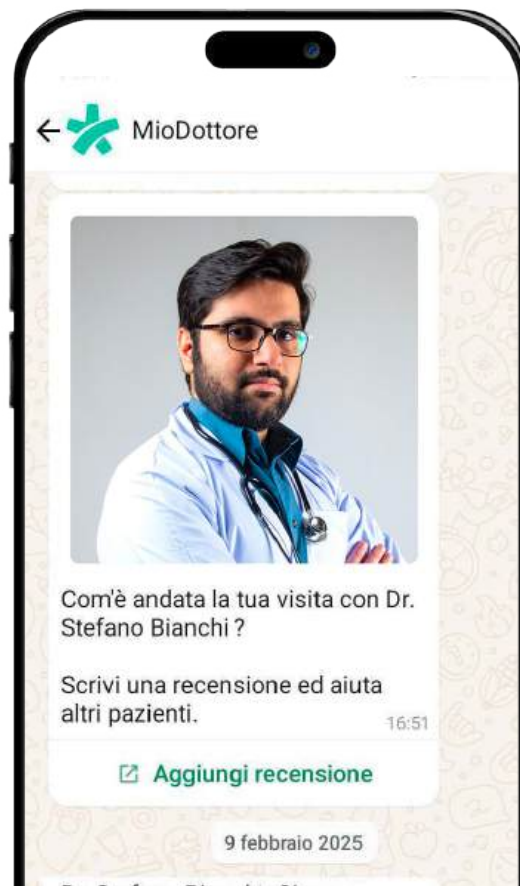 MioDottore
Com'è andata la tua visita con Dr.
Stefano Bianchi ?
Scrivi una recensione ed aiuta
altri pazienti.
16:51
Aggiungi recensione
9 febbraio 2025